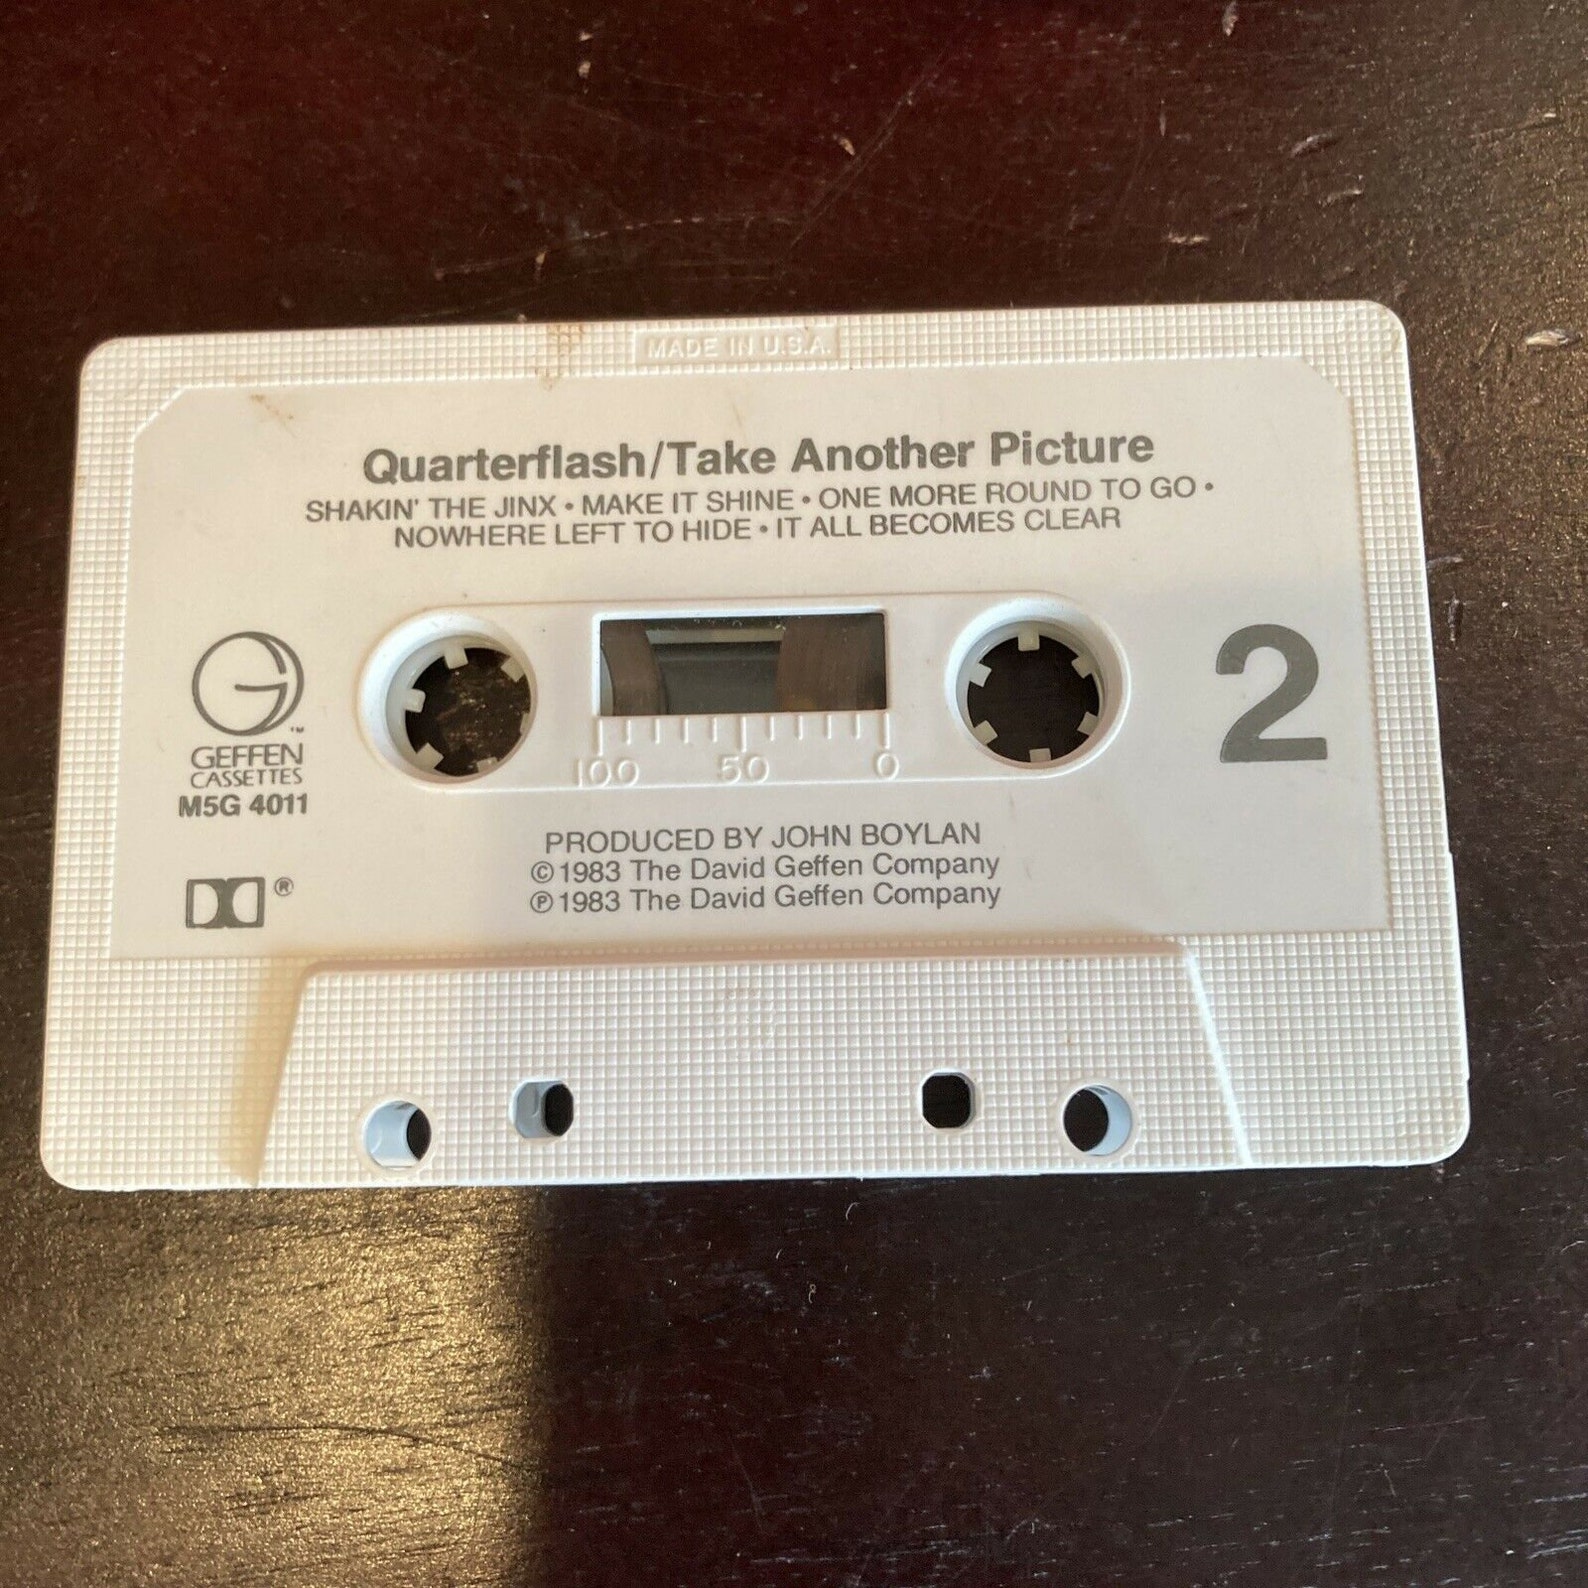 MADE IN U.S.A.
Quarterflash/Take Another Picture
SHAKIN' THE JINX • MAKE IT SHINE • ONE MORE ROUND TO GO •
NOWHERE LEFT TO HIDE • IT ALL BECOMES CLEAR
G
™
GEFFEN
CASSETTES
M5G 4011
®
100 50 0
2
PRODUCED BY JOHN BOYLAN
©1983 The David Geffen Company
℗1983 The David Geffen Company